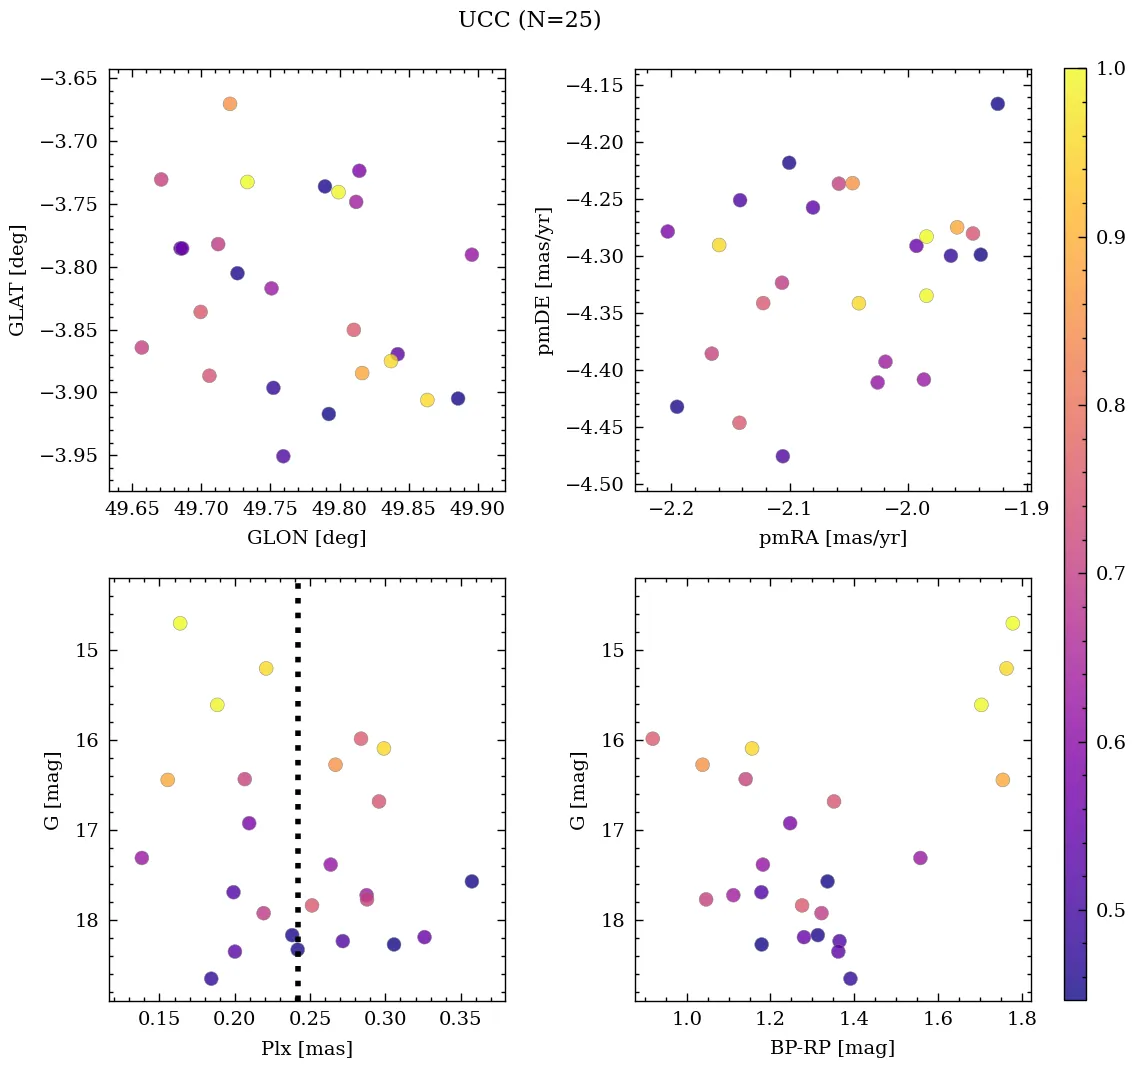 UCC (N=25)
−3.65
−3.70
−3.75
−3.80
−3.85
−3.90
−3.95
GLAT [deg]
49.65 49.70 49.75 49.80 49.85 49.90
GLON [deg]
−4.15
−4.20
−4.25
−4.30
−4.35
−4.40
−4.45
−4.50
pmDE [mas/yr]
−2.2 −2.1 −2.0 −1.9
pmRA [mas/yr]
15
16
17
18
G [mag]
0.15 0.20 0.25 0.30 0.35
Plx [mas]
15
16
17
18
G [mag]
1.0 1.2 1.4 1.6 1.8
BP-RP [mag]
1.0
0.9
0.8
0.7
0.6
0.5